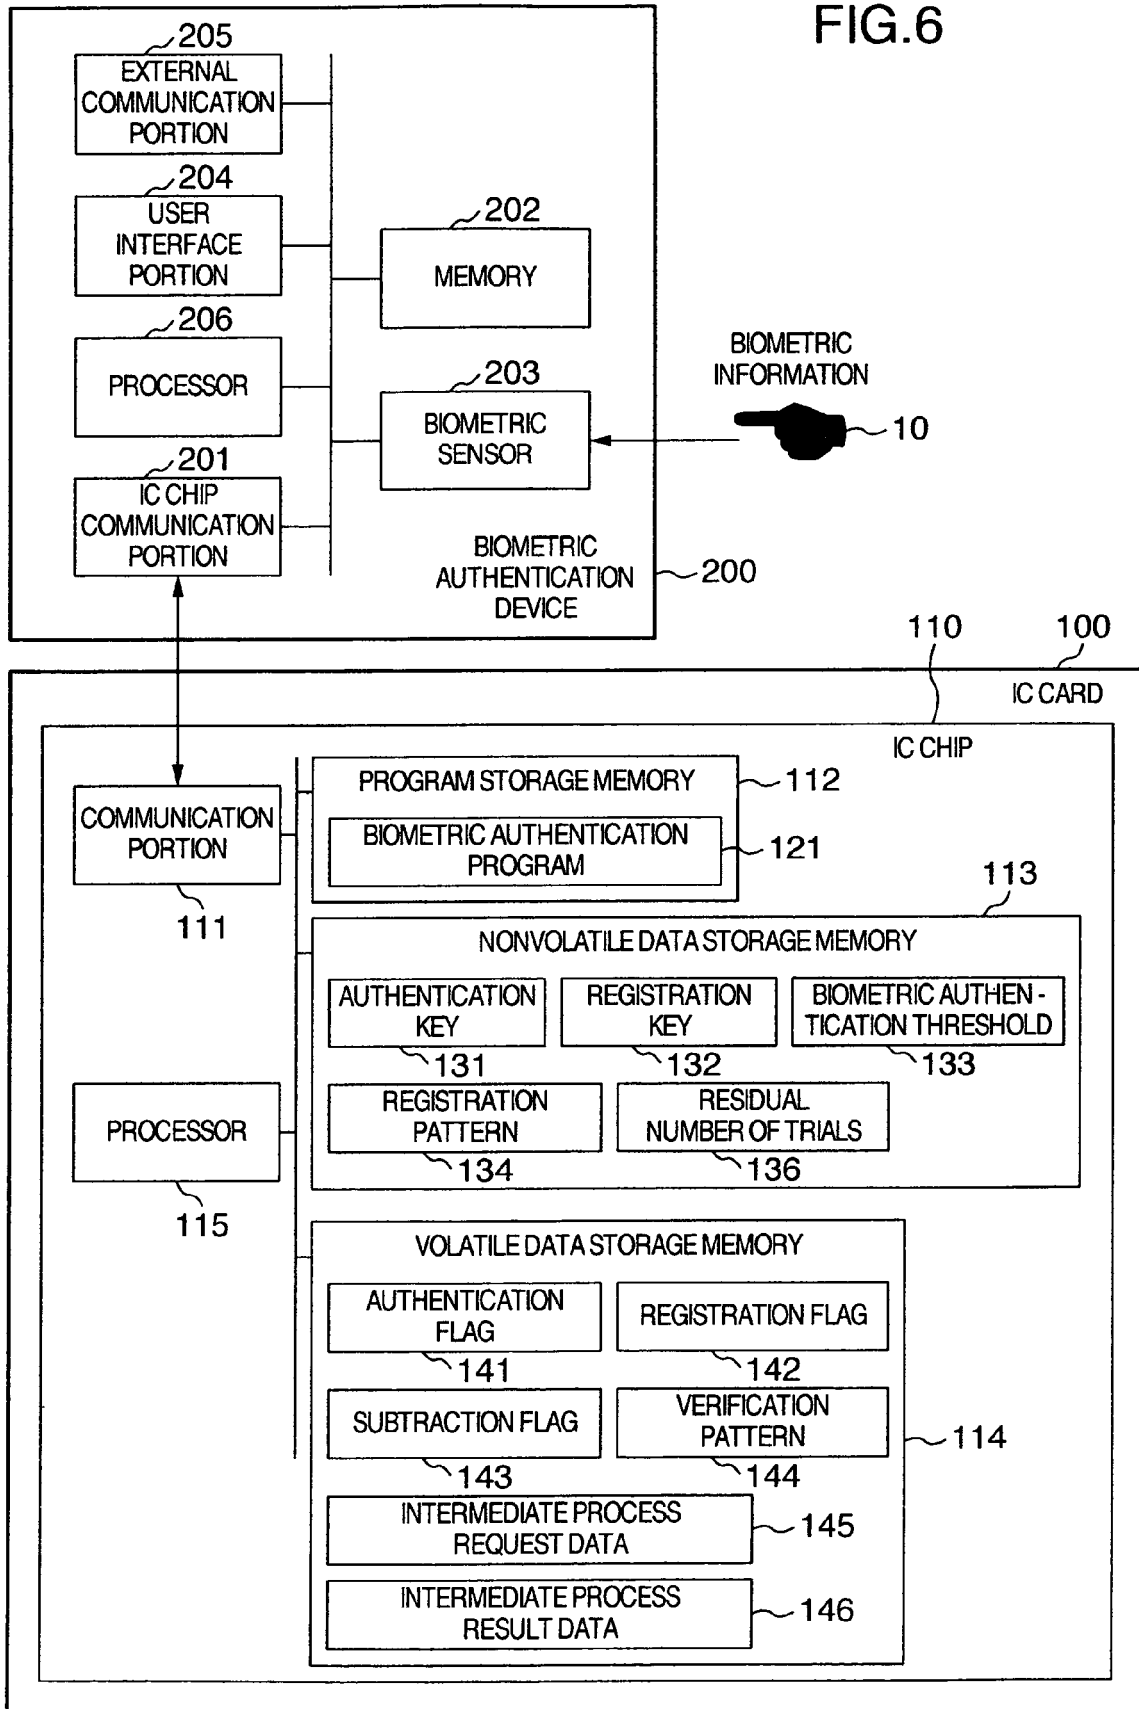 FIG.6
205
EXTERNAL
COMMUNICATION
PORTION
204
USER
INTERFACE
PORTION
202
MEMORY
206
PROCESSOR
203
BIOMETRIC
SENSOR
BIOMETRIC
INFORMATION
10
201
IC CHIP
COMMUNICATION
PORTION
BIOMETRIC
AUTHENTICATION
DEVICE
200
110
100
IC CARD
IC CHIP
COMMUNICATION
PORTION
111
PROGRAM STORAGE MEMORY
112
BIOMETRIC AUTHENTICATION
PROGRAM
121
113
NONVOLATILE DATA STORAGE MEMORY
AUTHENTICATION
KEY
131
REGISTRATION
KEY
132
BIOMETRIC AUTHEN-
TICATION THRESHOLD
133
REGISTRATION
PATTERN
134
RESIDUAL
NUMBER OF TRIALS
136
PROCESSOR
115
VOLATILE DATA STORAGE MEMORY
AUTHENTICATION
FLAG
141
REGISTRATION FLAG
142
SUBTRACTION FLAG
143
VERIFICATION
PATTERN
144
114
INTERMEDIATE PROCESS
REQUEST DATA
145
INTERMEDIATE PROCESS
RESULT DATA
146